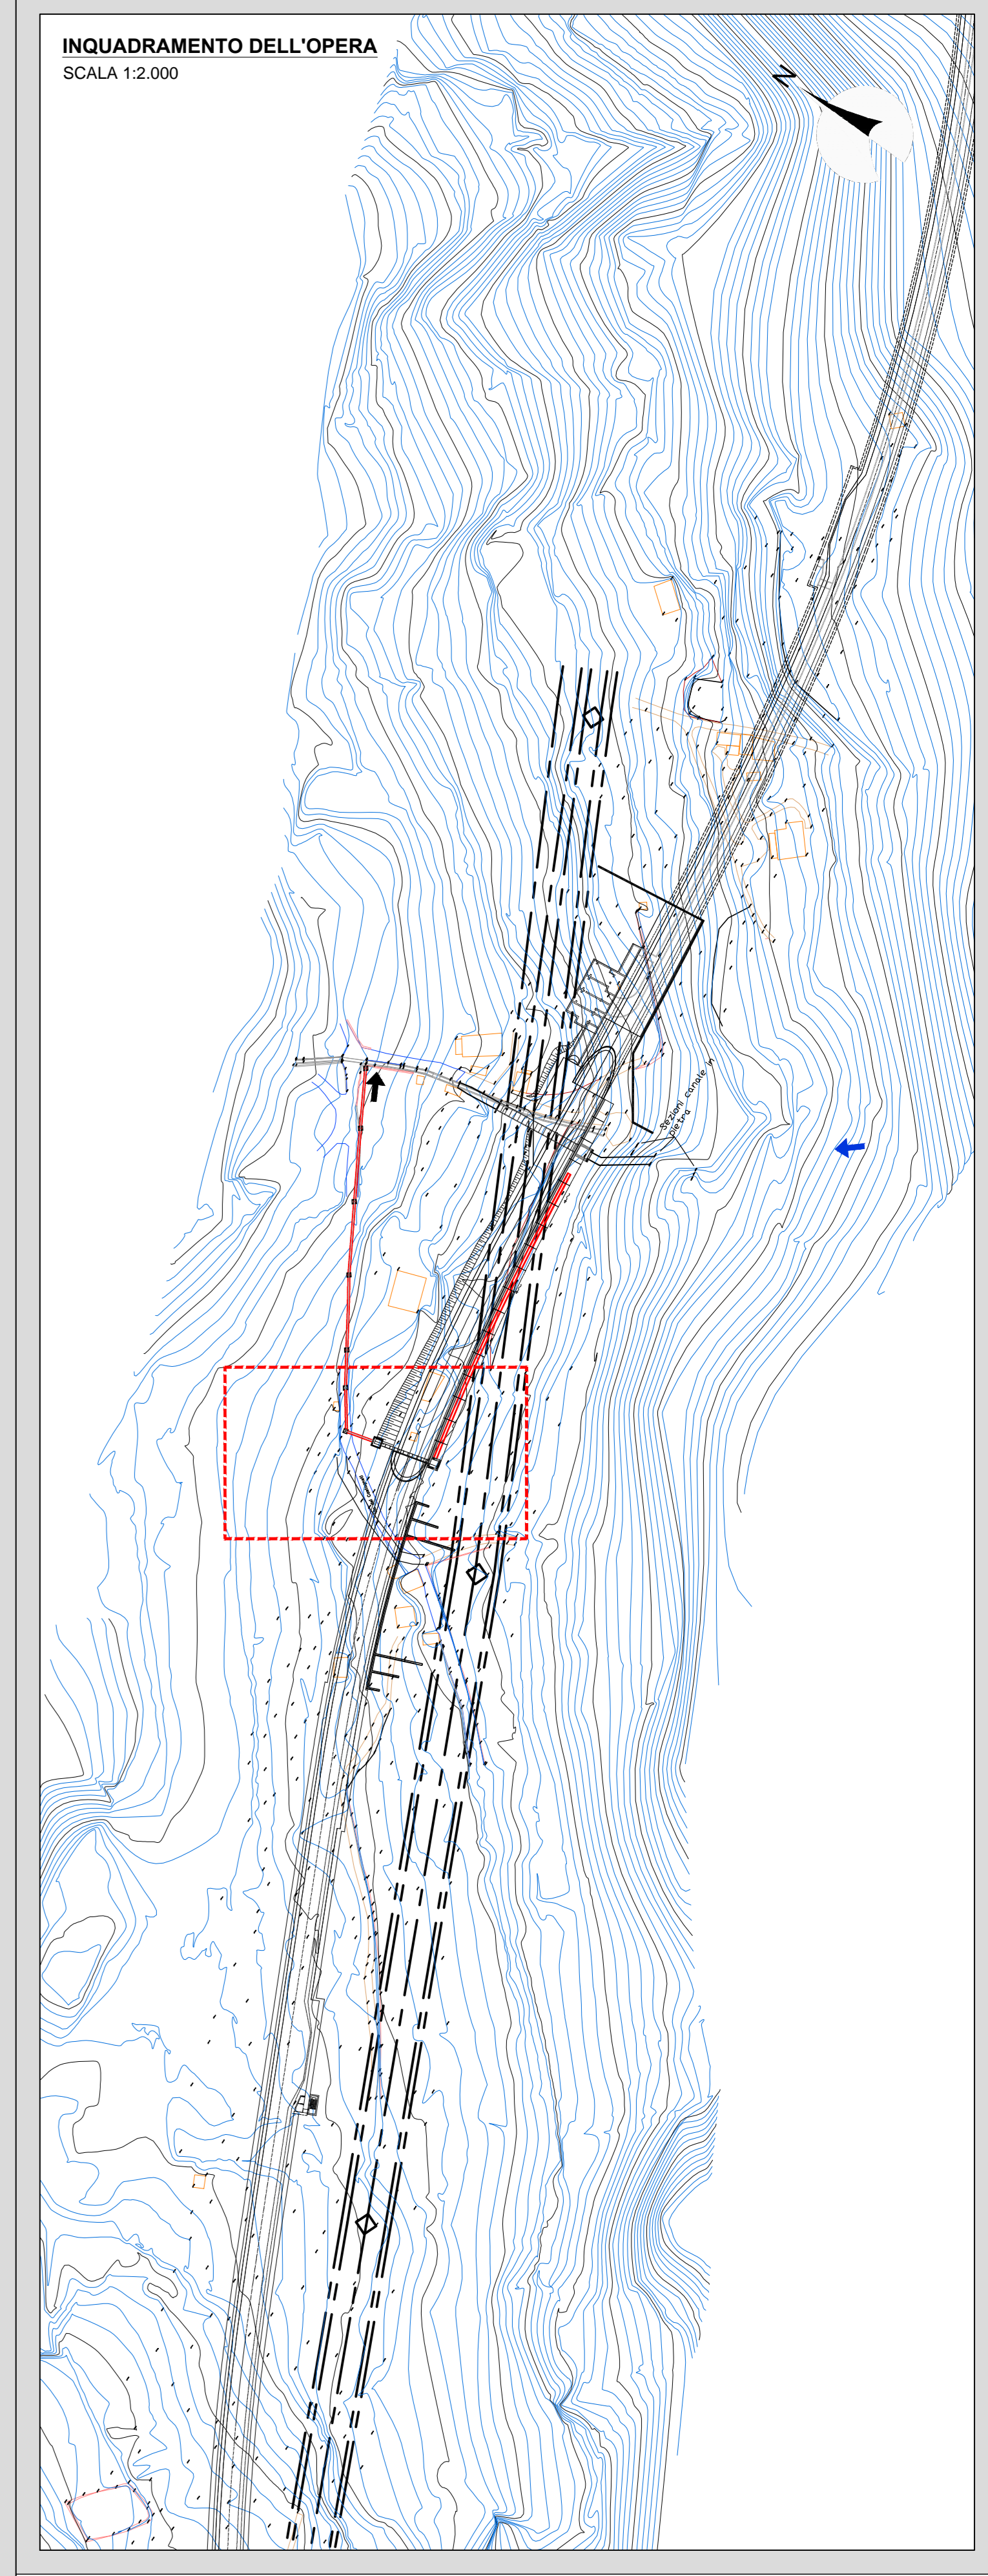 INQUADRAMENTO DELL'OPERA
SCALA 1:2.000
N
Sezioni canale in
pietra